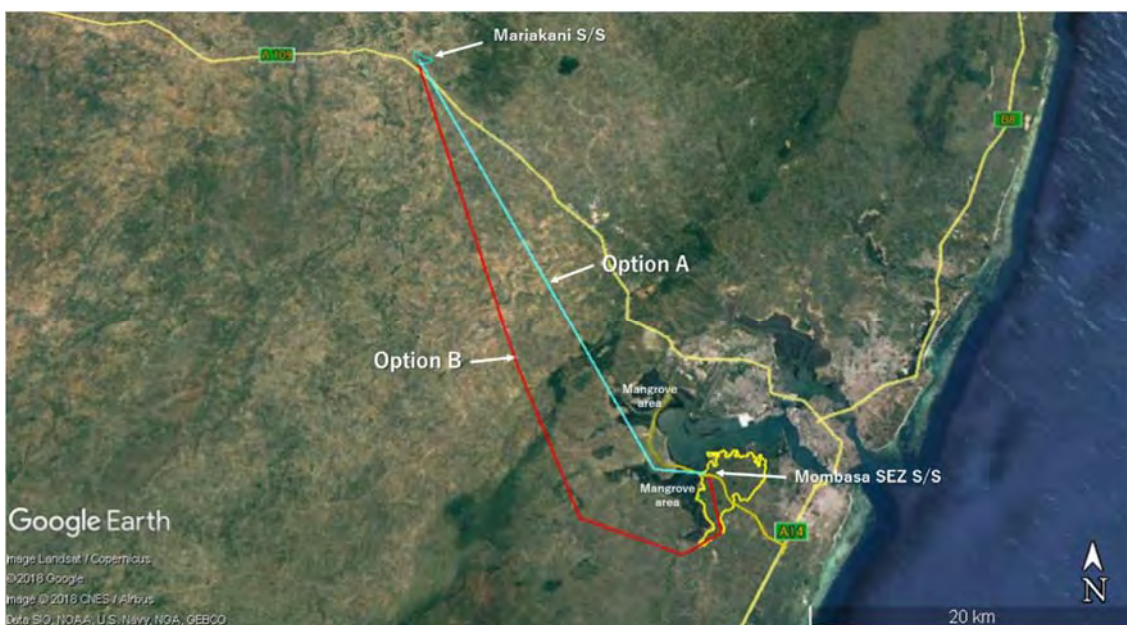 Mariakani S/S
A 109
B8
Option A
Option B
Mangrove
area
Mangrove
area
Mombasa SEZ S/S
A14
Google Earth
Image Landsat / Copernicus
©2018 Google
Image © 2018 CNES / Airbus
Data SIO, NOAA, U.S. Navy, NGA, GEBCO
N
20 km